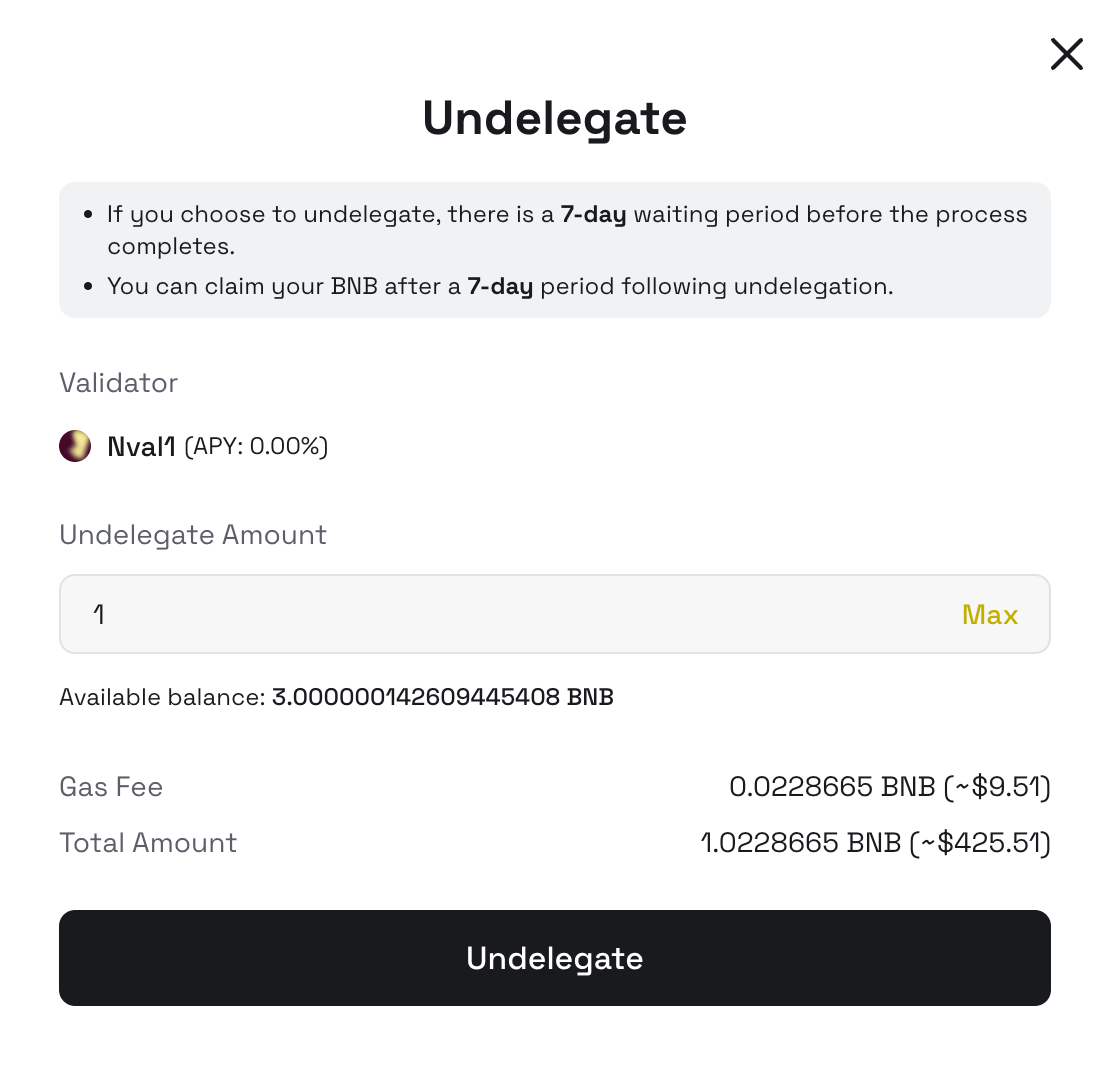 Undelegate
If you choose to undelegate, there is a 7-day waiting period before the process
completes.
You can claim your BNB after a 7-day period following undelegation.
Validator
Nval1 (APY: 0.00%)
Undelegate Amount
1 Max
Available balance: 3.000000142609445408 BNB
Gas Fee 0.0228665 BNB (~$9.51)
Total Amount 1.0228665 BNB (~$425.51)
Undelegate